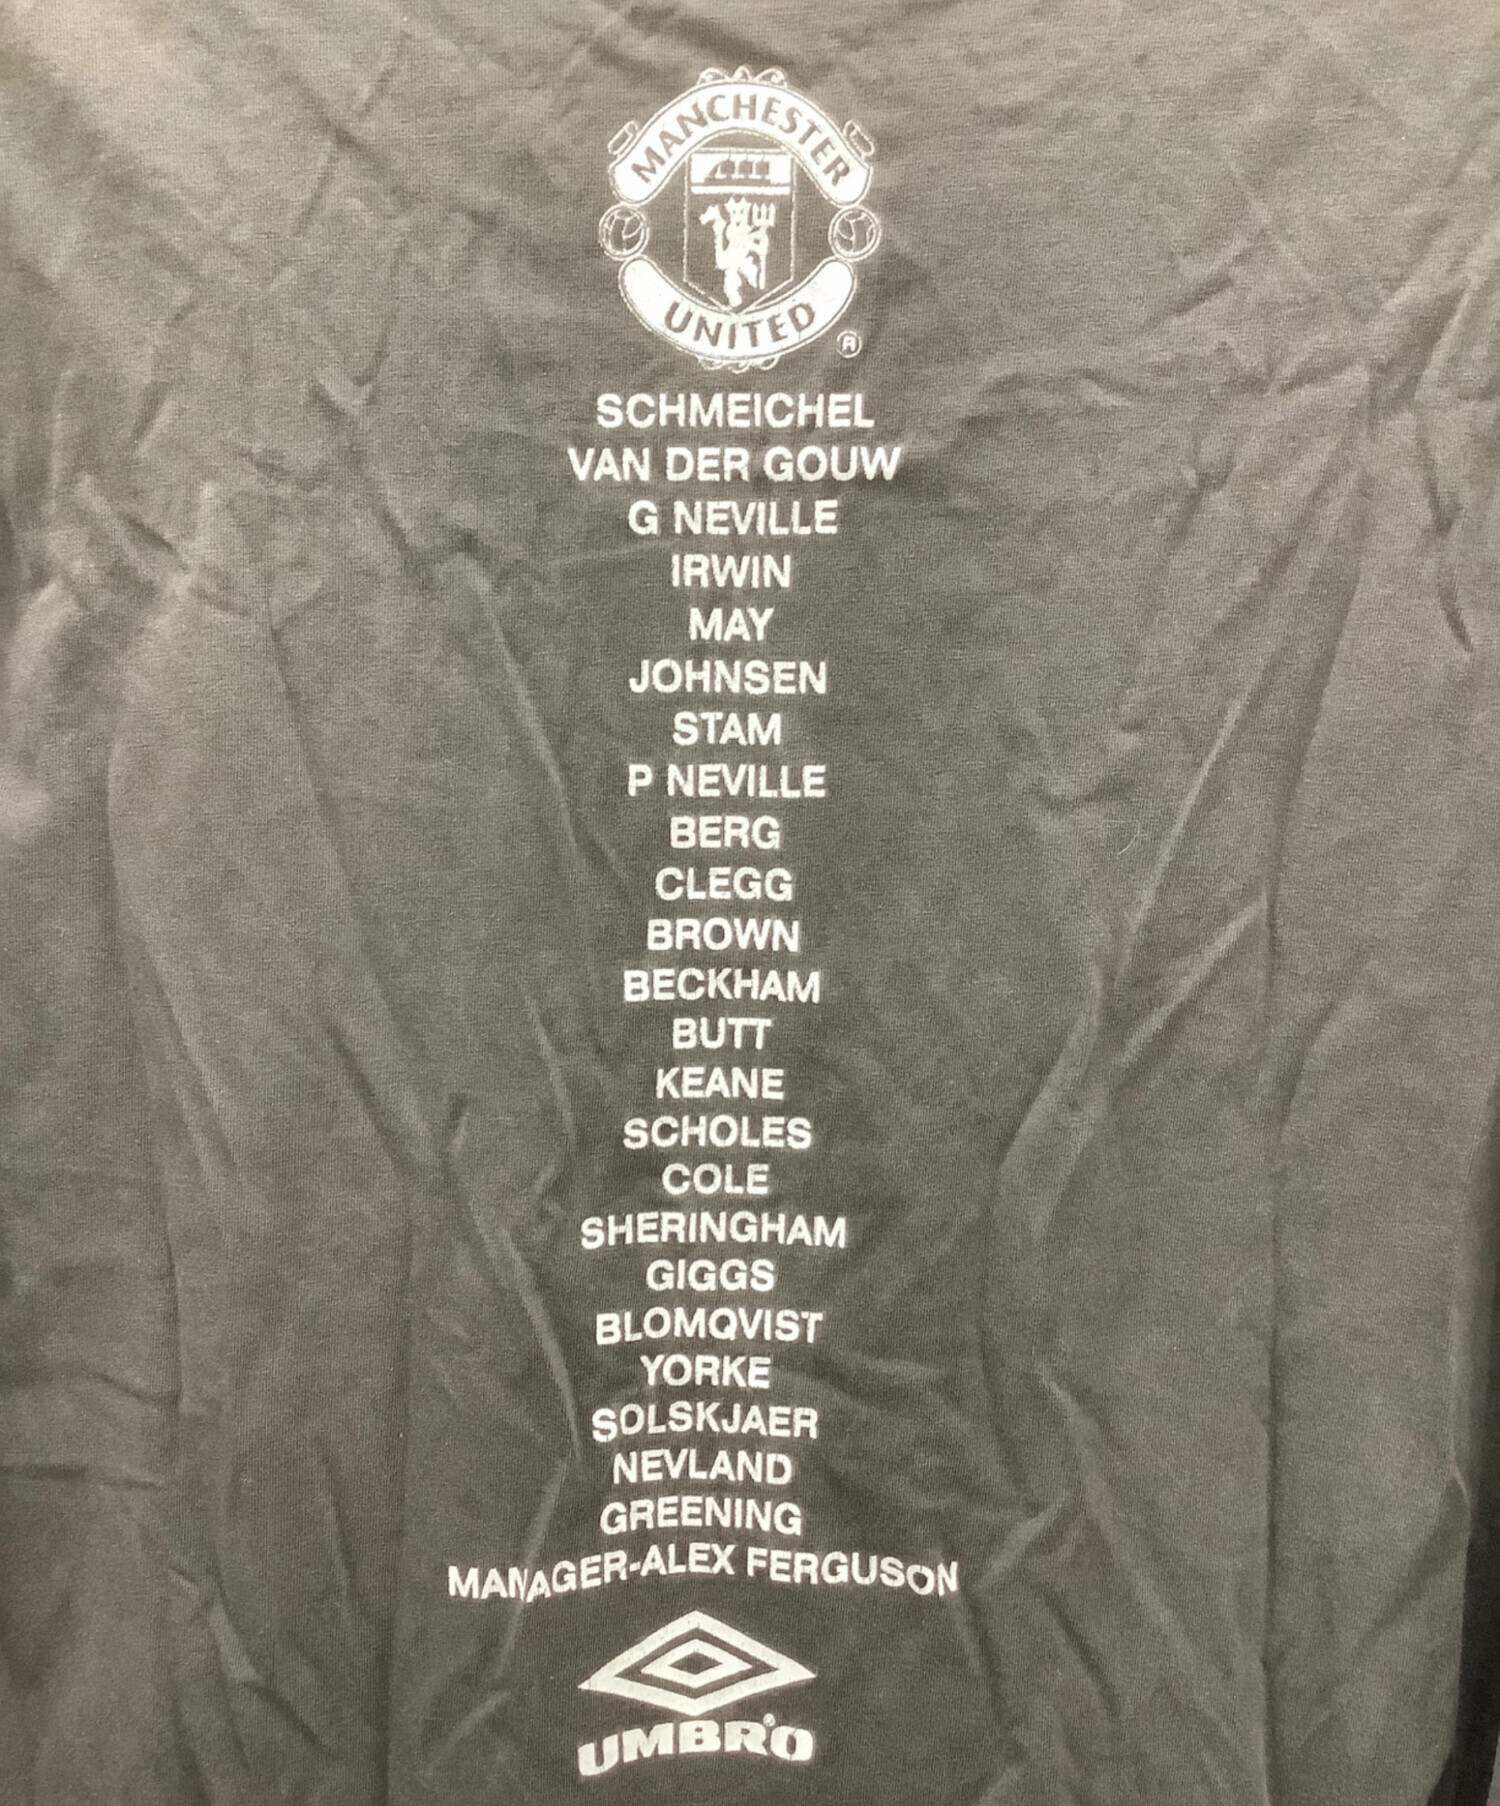 MANCHESTER
UNITED
®
SCHMEICHEL
VAN DER GOUW
G NEVILLE
IRWIN
MAY
JOHNSEN
STAM
P NEVILLE
BERG
CLEGG
BROWN
BECKHAM
BUTT
KEANE
SCHOLES
COLE
SHERINGHAM
GIGGS
BLOMQVIST
YORKE
SOLSKJAER
NEVLAND
GREENING
MANAGER-ALEX FERGUSON
UMBRO®